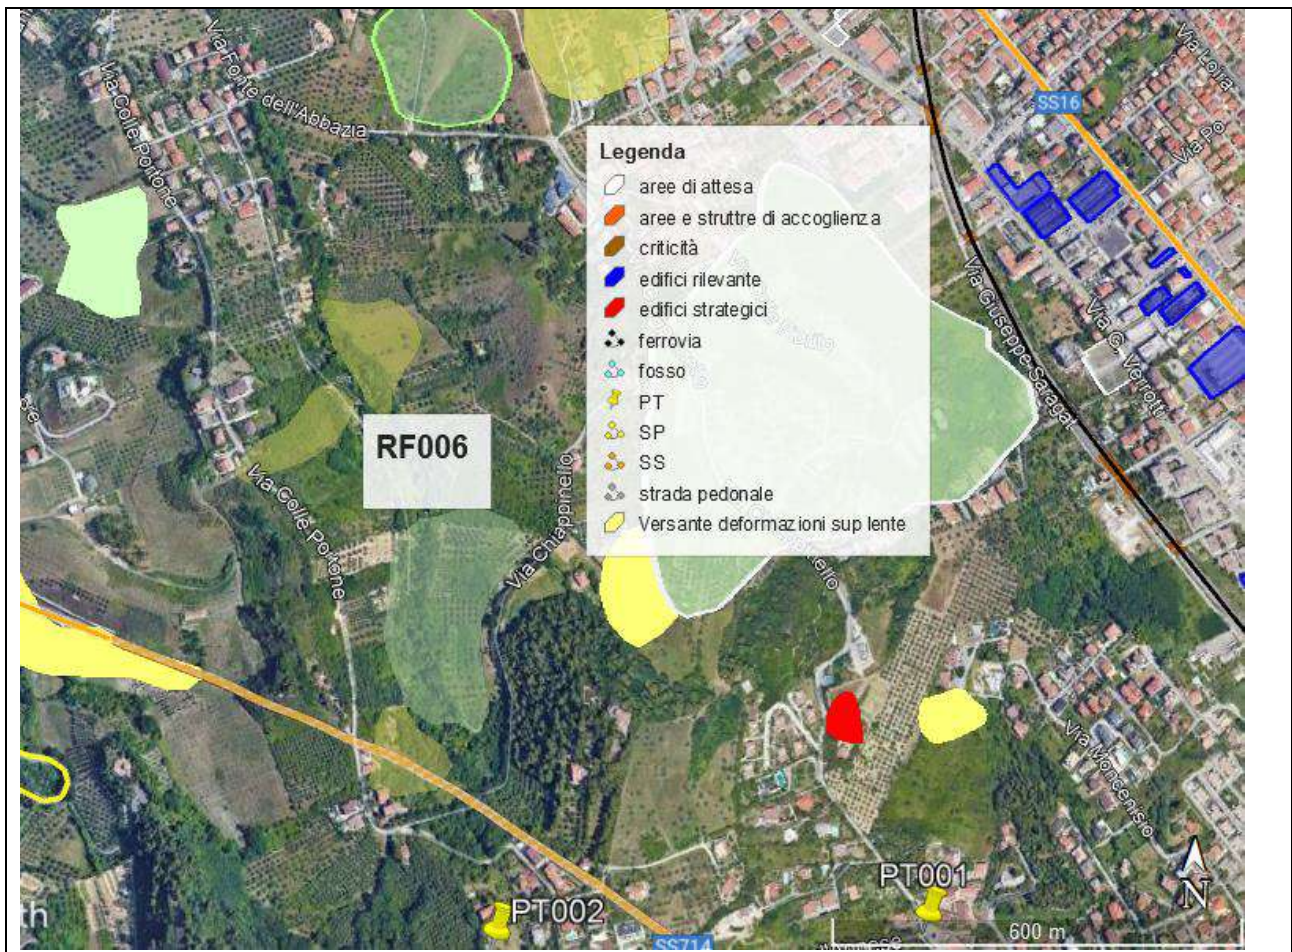 Via Loira
Via Fonte dell'Abbazia
Via Colle Portone
SS16
Via Po
Legenda
aree di attesa
aree e struttre di accoglienza
criticità
edifici rilevante
edifici strategici
ferrovia
fosso
PT
SP
SS
strada pedonale
Versante deformazioni sup lente
Via Giuseppe Saragat
Via G. Verrotti
RF006
Via Colle Portone
Via Chiappinello
Via Moncenisio
PT001
PT002
N
600 m
SS714